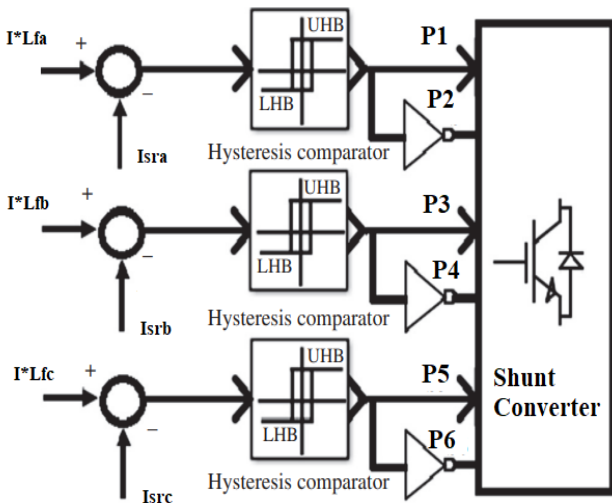 I*Lfa
+
−
Isra
UHB
LHB
Hysteresis comparator
P1
P2
I*Lfb
+
−
Isrb
UHB
LHB
Hysteresis comparator
P3
P4
I*Lfc
+
−
Isrc
UHB
LHB
Hysteresis comparator
P5
P6
Shunt
Converter